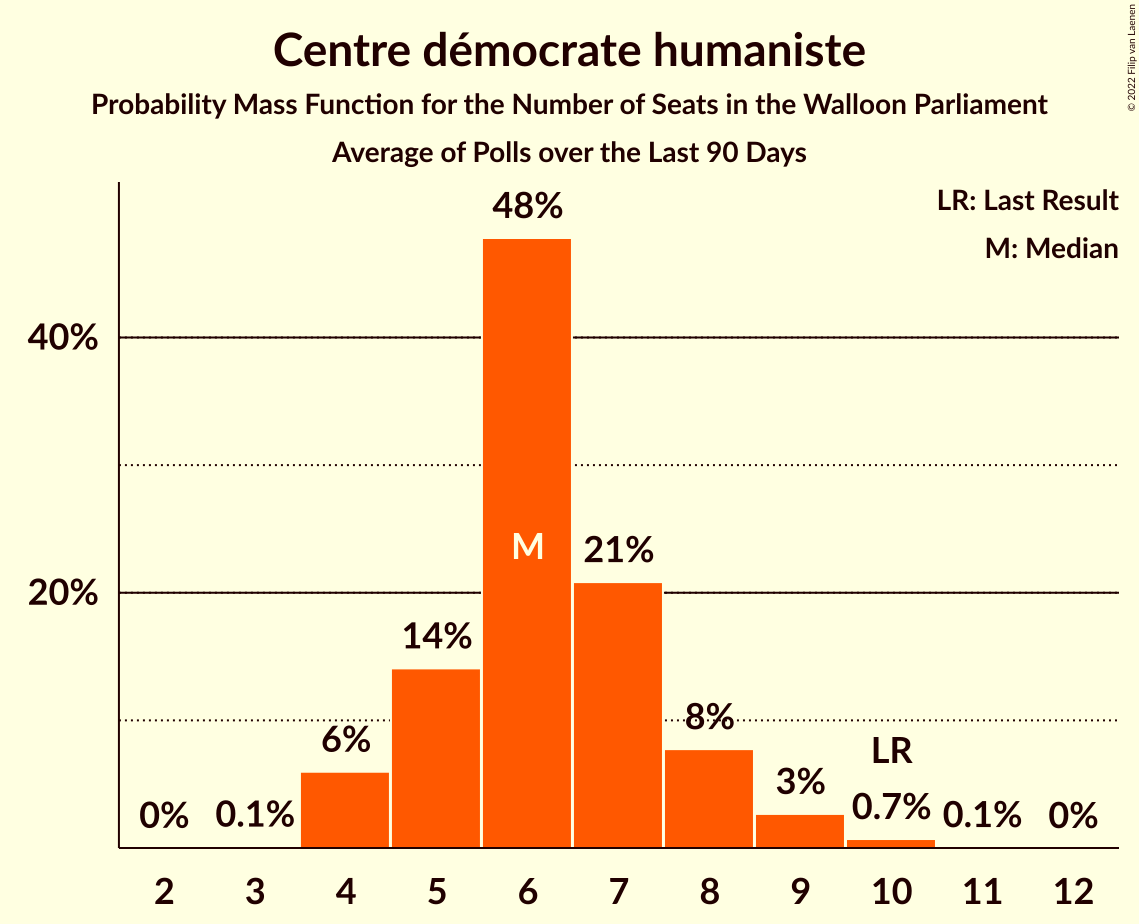 Centre démocrate humaniste
Probability Mass Function for the Number of Seats in the Walloon Parliament
Average of Polls over the Last 90 Days
© 2022 Filip van Laenen
LR: Last Result
M: Median
40%
20%
0%
0.1%
6%
14%
48%
M
21%
8%
3%
LR
0.7%
0.1%
0%
2 3 4 5 6 7 8 9 10 11 12